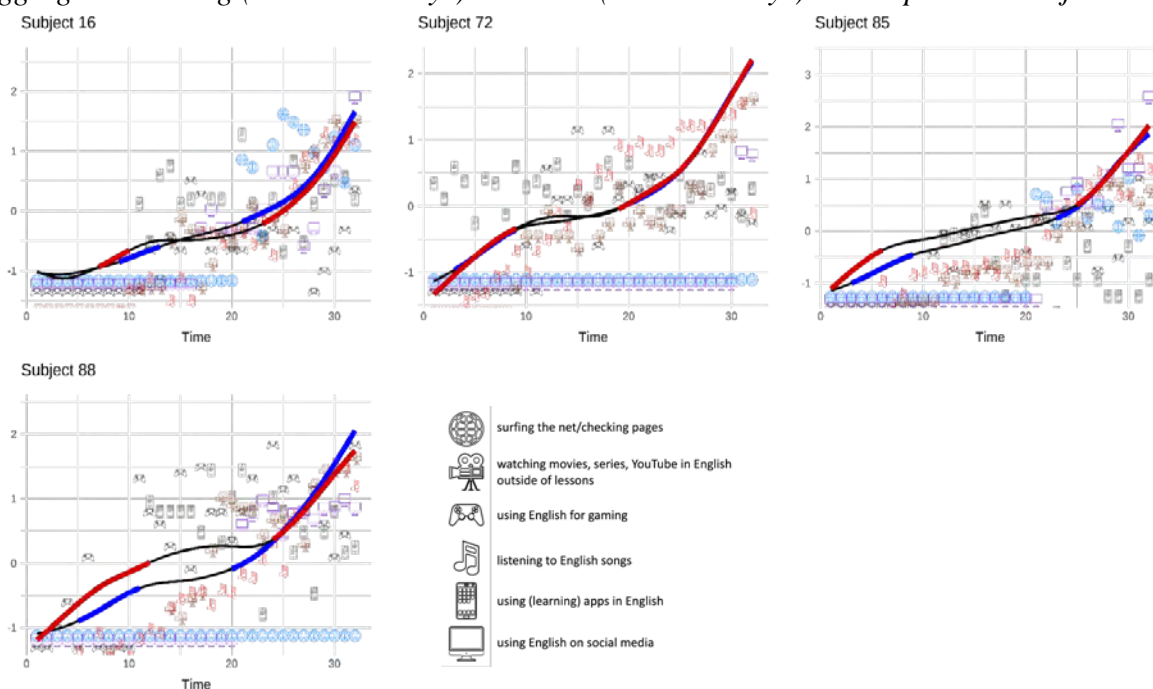 Subject 16
Subject 72
Subject 85
2
1
0
-1
0
10
20
30
Time
2
1
0
-1
0
10
20
30
Time
3
2
1
0
-1
0
10
20
30
Time
Subject 88
2
1
0
-1
0
10
20
30
Time
surfing the net/checking pages
watching movies, series, YouTube in English
outside of lessons
using English for gaming
listening to English songs
using (learning) apps in English
using English on social media